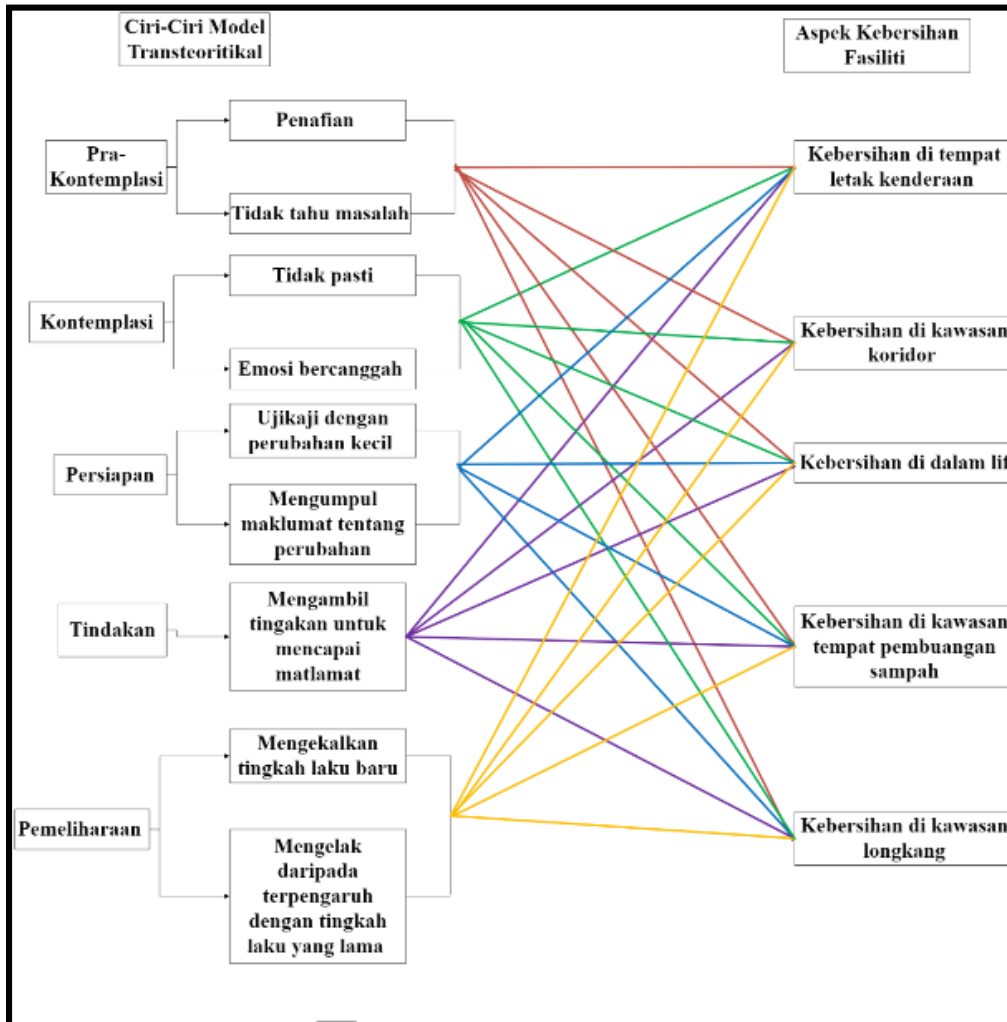 Ciri-Ciri Model
Transteoritikal
Aspek Kebersihan
Fasiliti
Pra-
Kontemplasi
Penafian
Tidak tahu masalah
Kontemplasi
Tidak pasti
Emosi bercanggah
Persiapan
Ujikaji dengan
perubahan kecil
Mengumpul
maklumat tentang
perubahan
Tindakan
Mengambil
tingakan untuk
mencapai
matlamat
Pemeliharaan
Mengekalkan
tingkah laku baru
Mengelak
daripada
terpengaruh
dengan tingkah
laku yang lama
Kebersihan di tempat
letak kenderaan
Kebersihan di kawasan
koridor
Kebersihan di dalam lif
Kebersihan di kawasan
tempat pembuangan
sampah
Kebersihan di kawasan
longkang